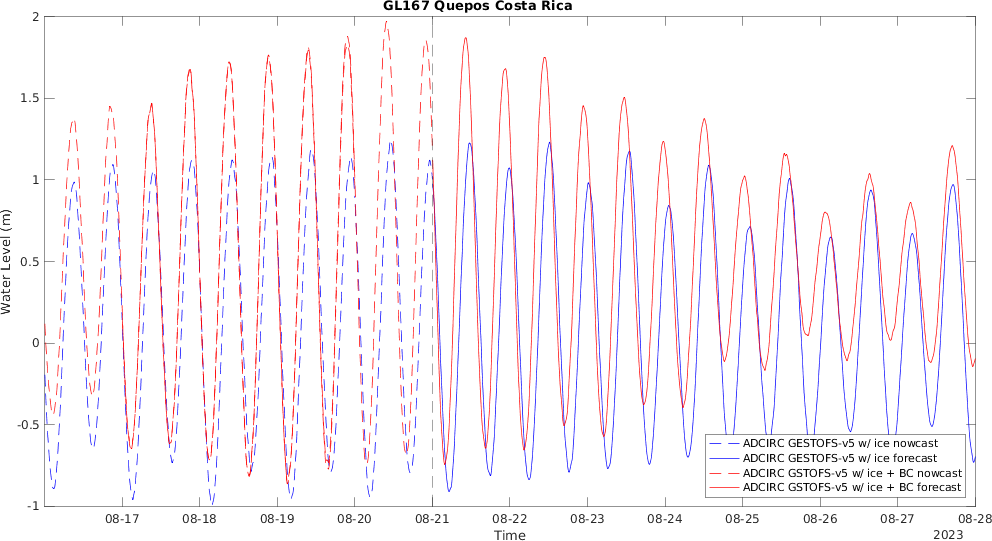 GL167 Quepos Costa Rica
Water Level (m)
2
1.5
1
0.5
0
-0.5
-1
08-17
08-18
08-19
08-20
08-21
08-22
08-23
08-24
08-25
08-26
08-27
08-28
Time
2023
ADCIRC GESTOFS-v5 w/ ice nowcast
ADCIRC GESTOFS-v5 w/ ice forecast
ADCIRC GSTOFS-v5 w/ ice + BC nowcast
ADCIRC GSTOFS-v5 w/ ice + BC forecast